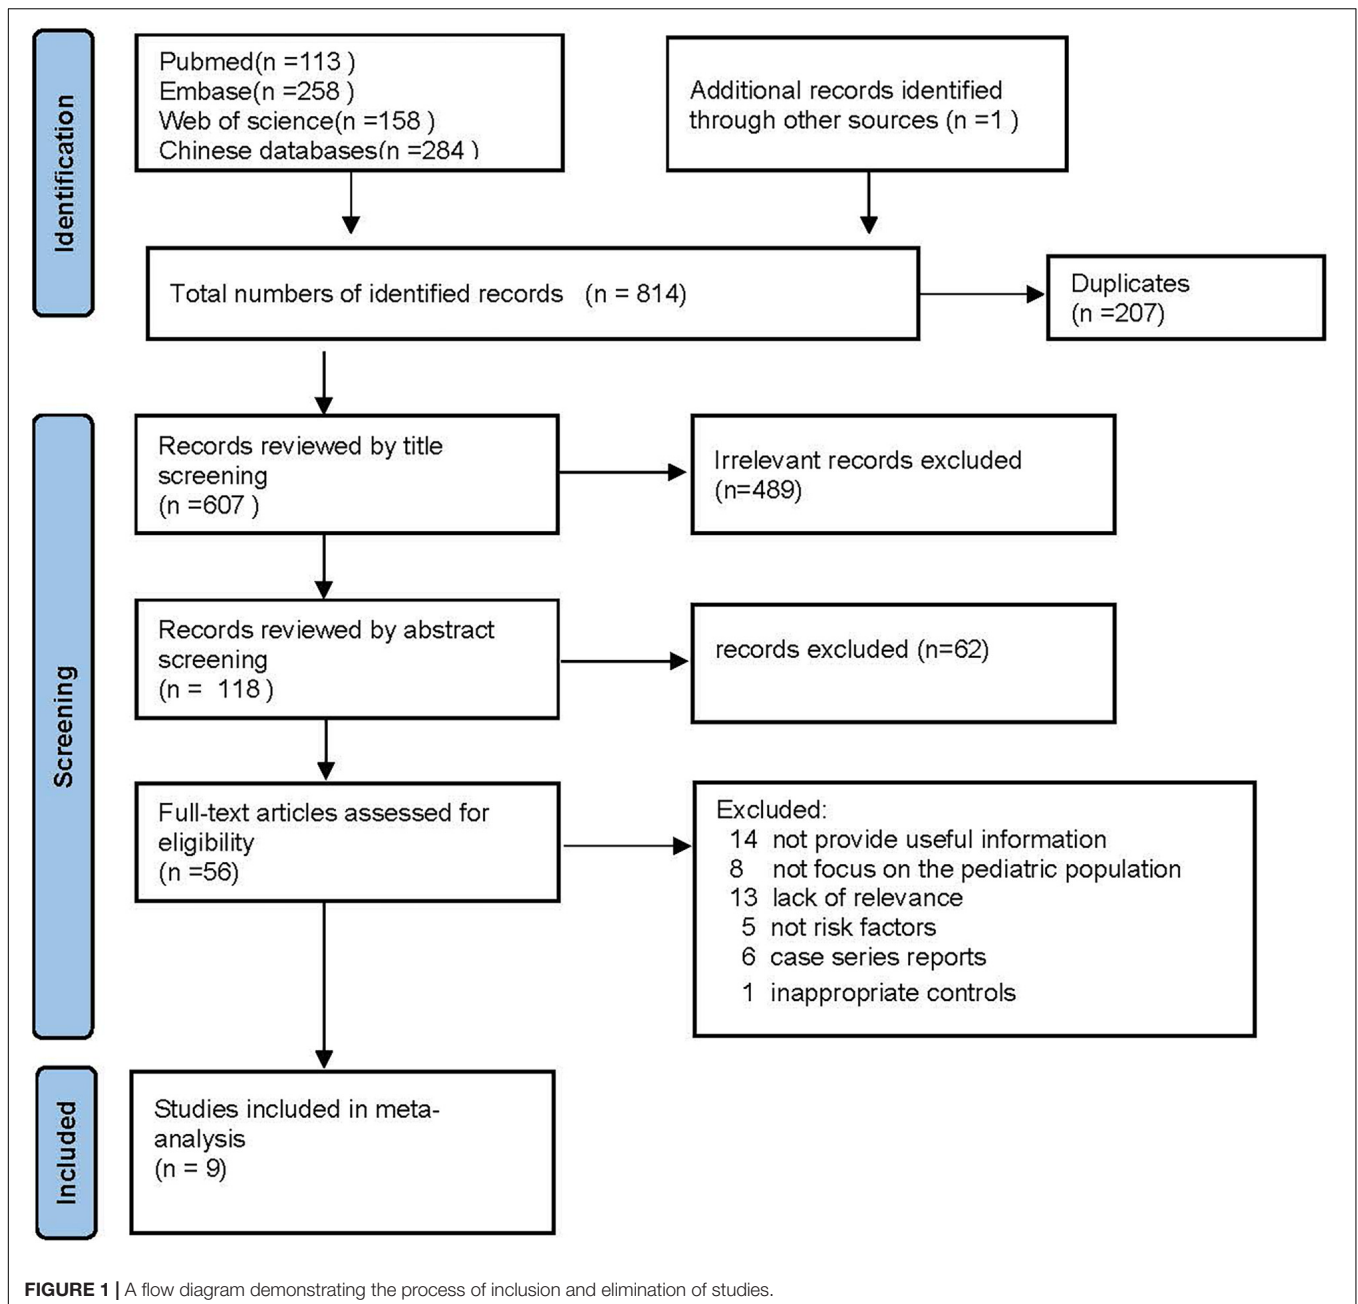 Identification
Pubmed(n =113 )
Embase(n =258 )
Web of science(n =158 )
Chinese databases(n =284 )
Additional records identified
through other sources (n =1 )
Total numbers of identified records (n = 814)
Duplicates
(n =207)
Screening
Records reviewed by title
screening
(n =607 )
Irrelevant records excluded
(n=489)
Records reviewed by abstract
screening
(n = 118 )
records excluded (n=62)
Full-text articles assessed for
eligibility
(n =56)
Excluded:
14 not provide useful information
8 not focus on the pediatric population
13 lack of relevance
5 not risk factors
6 case series reports
1 inappropriate controls
Included
Studies included in meta-
analysis
(n = 9)
FIGURE 1 | A flow diagram demonstrating the process of inclusion and elimination of studies.